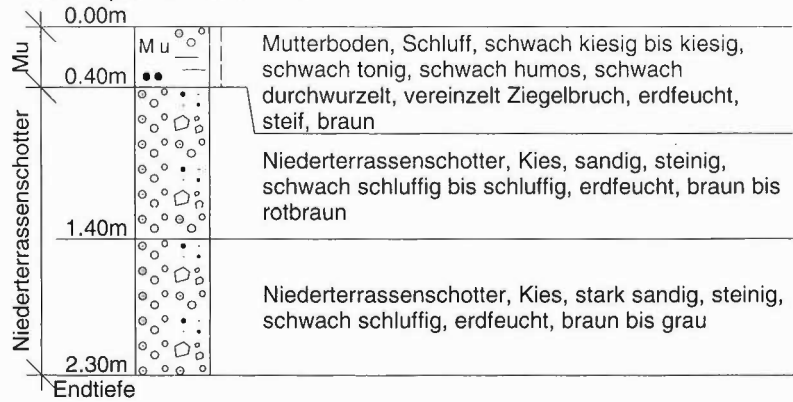 0.00m
Mu
M u
Mutterboden, Schluff, schwach kiesig bis kiesig,
schwach tonig, schwach humos, schwach
durchwurzelt, vereinzelt Ziegelbruch, erdfeucht,
steif, braun
0.40m
Niederterrassenschotter
Niederterrassenschotter, Kies, sandig, steinig,
schwach schluffig bis schluffig, erdfeucht, braun bis
rotbraun
1.40m
Niederterrassenschotter, Kies, stark sandig, steinig,
schwach schluffig, erdfeucht, braun bis grau
2.30m
Endtiefe